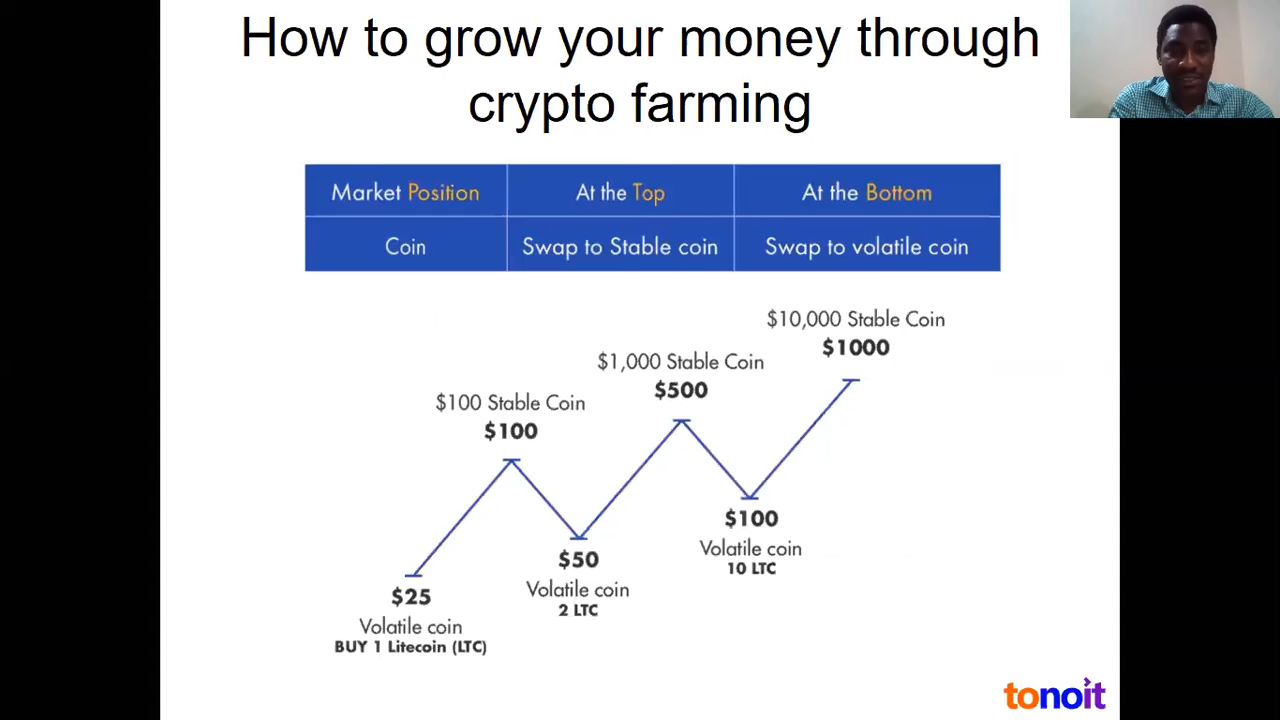 How to grow your money through
crypto farming
Market Position At the Top At the Bottom
Coin Swap to Stable coin Swap to volatile coin
$10,000 Stable Coin
$1000
$1,000 Stable Coin
$500
$100 Stable Coin
$100
$100
Volatile coin
10 LTC
$50
Volatile coin
2 LTC
$25
Volatile coin
BUY 1 Litecoin (LTC)
tonoit